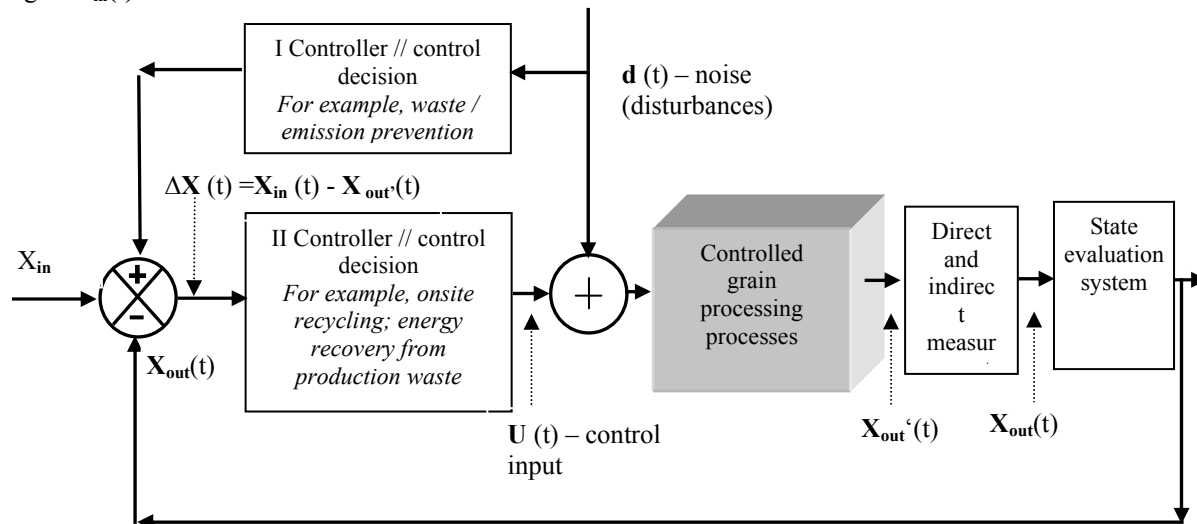 I Controller // control
decision
For example, waste /
emission prevention
d (t) – noise
(disturbances)
ΔX (t) =Xin (t) - X out’(t)
Xin
+
-
Xout(t)
II Controller // control
decision
For example, onsite
recycling; energy
recovery from
production waste
+
U (t) – control
input
Controlled
grain
processing
processes
Direct
and
indirec
t
measur
State
evaluation
system
Xout‘(t)
Xout(t)